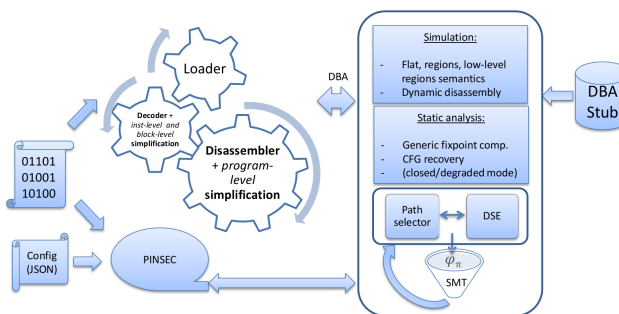 Loader
Decoder +
inst-level and
block-level
simplification
Disassembler
+ program-
level
simplification
01101
01001
10100
Config
(JSON)
PINSEC
DBA
Simulation:
- Flat, regions, low-level
regions semantics
- Dynamic disassembly
Static analysis:
- Generic fixpoint comp.
- CFG recovery
- (closed/degraded mode)
Path
selector
DSE
φπ
SMT
DBA
Stub